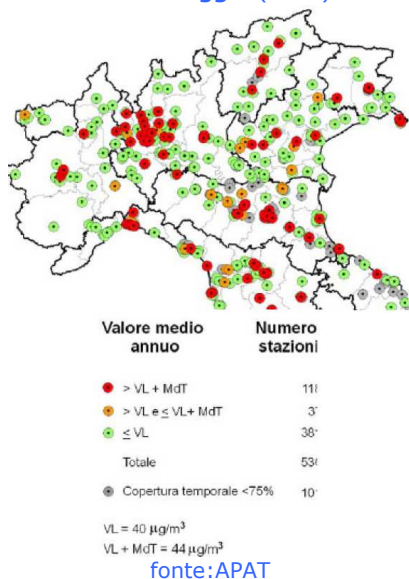 Valore medio annuo
Numero stazioni
> VL + MdT
> VL e ≤ VL+ MdT
≤ VL
Totale
Copertura temporale <75%
VL = 40 µg/m³
VL + MdT = 44 µg/m³
fonte:APAT